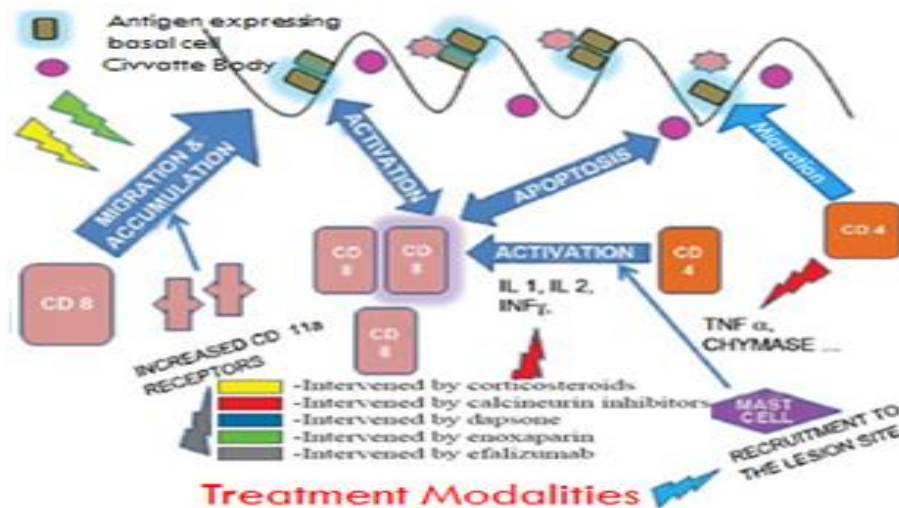 Antigen expressing
basal cell
Civvatte Body
MIGRATION &
ACCUMULATION
ACTIVATION
APOPTOSIS
Migration
CD 8
CD
8
CD
8
CD
8
ACTIVATION
CD
4
CD 4
IL 1, IL 2,
INFγ,
TNF α,
CHYMASE ...
INCREASED CD 11a
RECEPTORS
-Intervened by corticosteroids
-Intervened by calcineurin inhibitors
-Intervened by dapsone
-Intervened by enoxaparin
-Intervened by efalizumab
MAST
CELL
RECRUITMENT TO
THE LESION SITE
Treatment Modalities